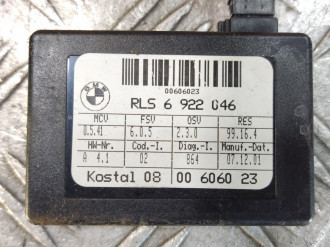 00606023
BMW
RLS 6 922 046
MCV FSV OSV RES
0.5.41 6.0.5 2.3.0 99.16.4
HW-Nr. Cod.-I. Diag.-I. Manuf.-Dat.
A 4.1 02 864 07.12.01
Kostal 08 00 6060 23